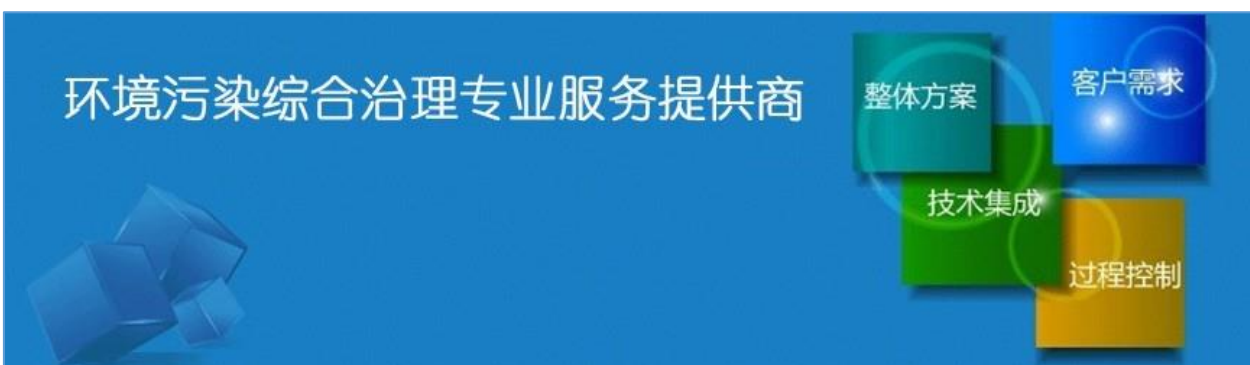 环境污染综合治理专业服务提供商
整体方案
客户需求
技术集成
过程控制